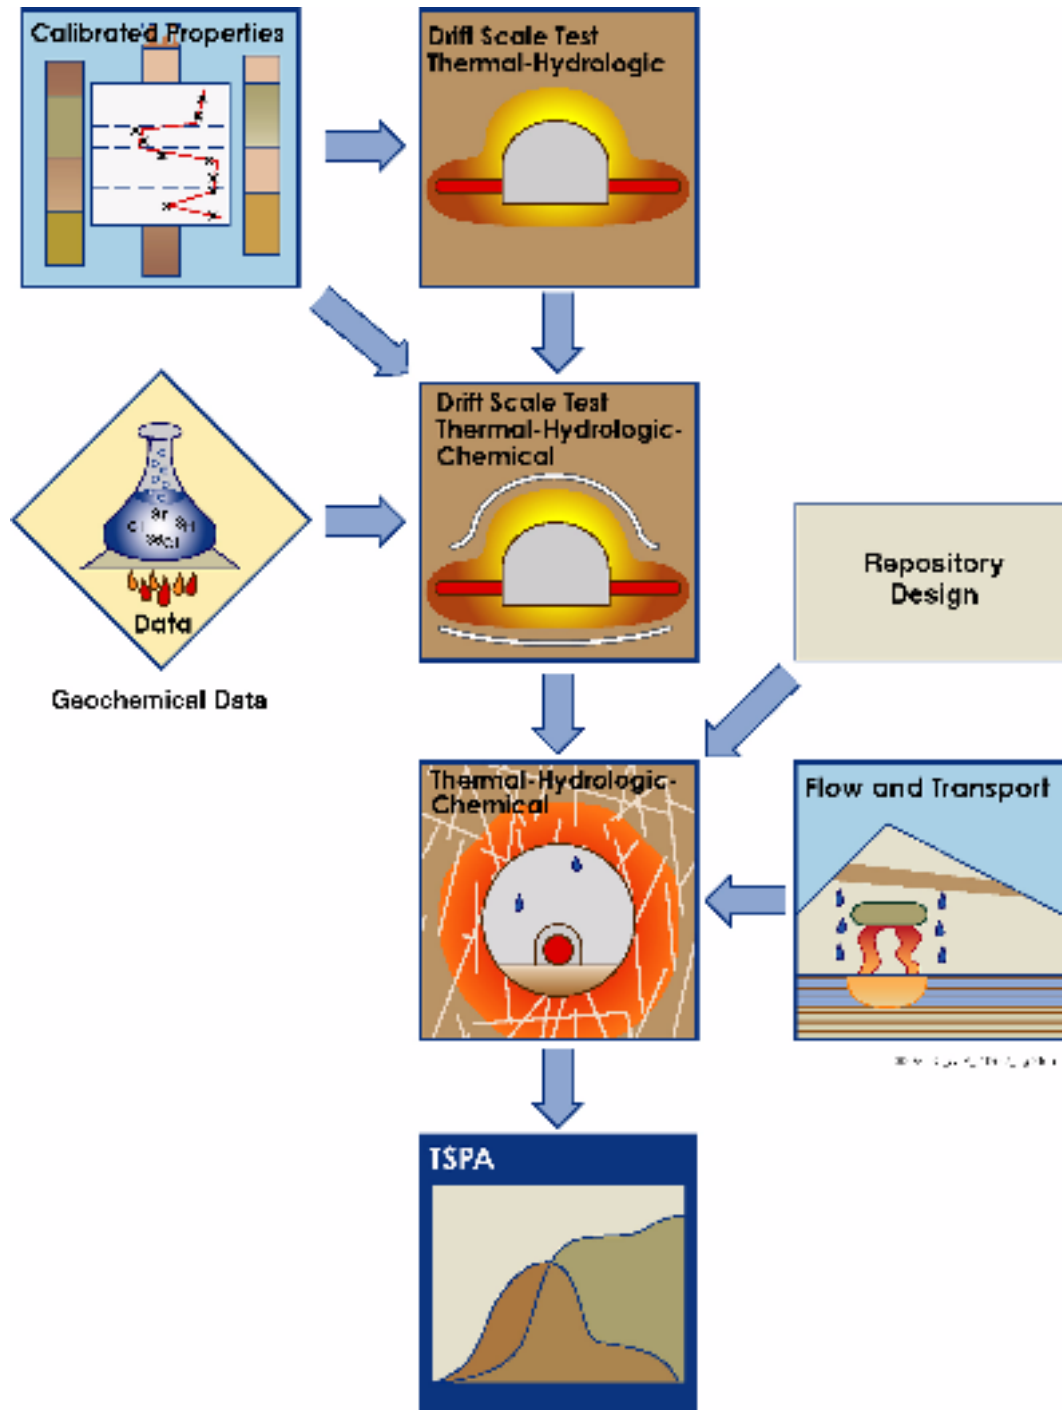 Calibrated Properties
Drift Scale Test
Thermal-Hydrologic
Drift Scale Test
Thermal-Hydrologic-
Chemical
Data
Geochemical Data
Repository
Design
Thermal-Hydrologic-
Chemical
Flow and Transport
TSPA